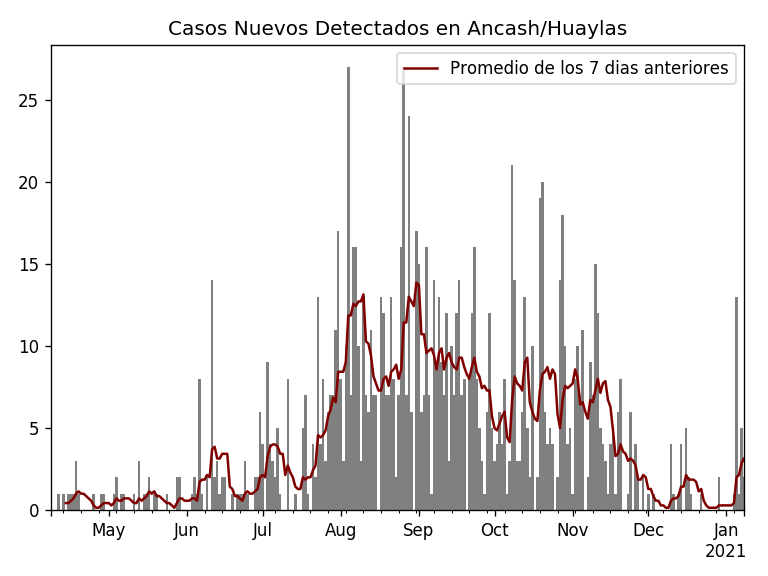 Casos Nuevos Detectados en Ancash/Huaylas
Promedio de los 7 dias anteriores
25
20
15
10
5
0
May Jun Jul Aug Sep Oct Nov Dec Jan
2021